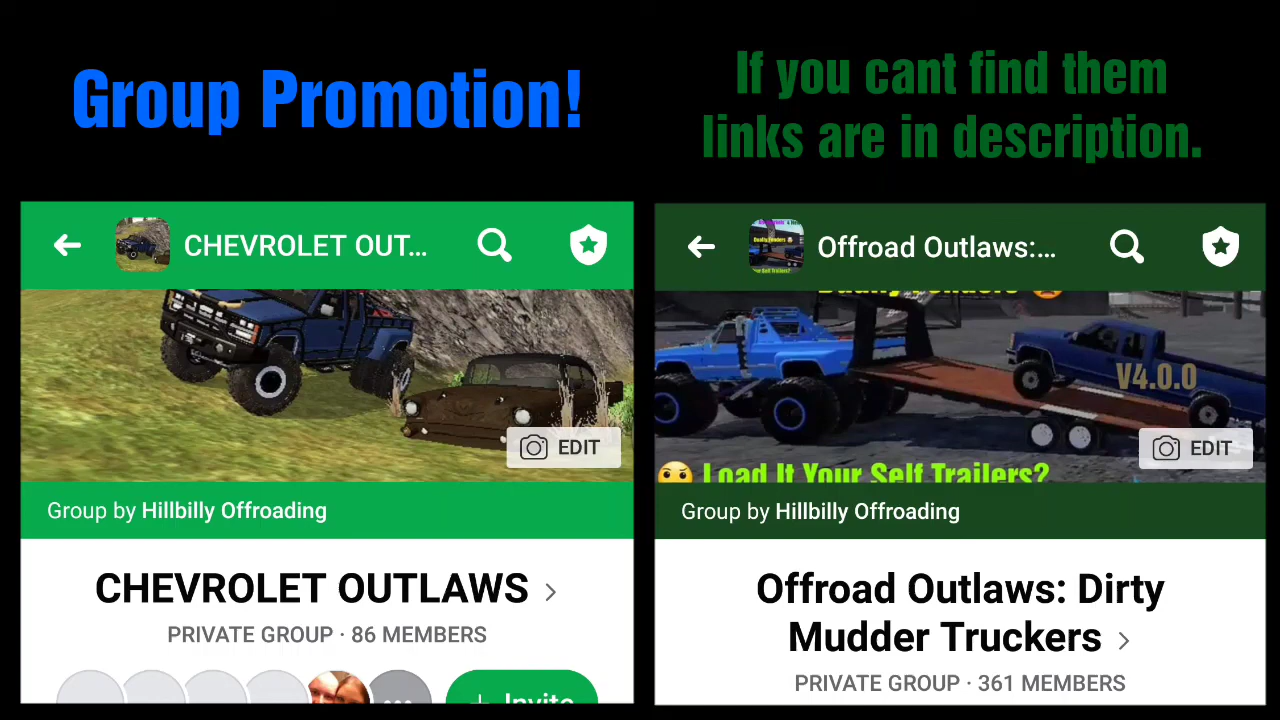 Group Promotion!
If you cant find them
links are in description.
CHEVROLET OUT...
EDIT
Group by Hillbilly Offroading
CHEVROLET OUTLAWS
PRIVATE GROUP · 86 MEMBERS
+ Invite
Offroad Outlaws:...
V4.0.0
EDIT
Load It Your Self Trailers?
Group by Hillbilly Offroading
Offroad Outlaws: Dirty
Mudder Truckers
PRIVATE GROUP · 361 MEMBERS